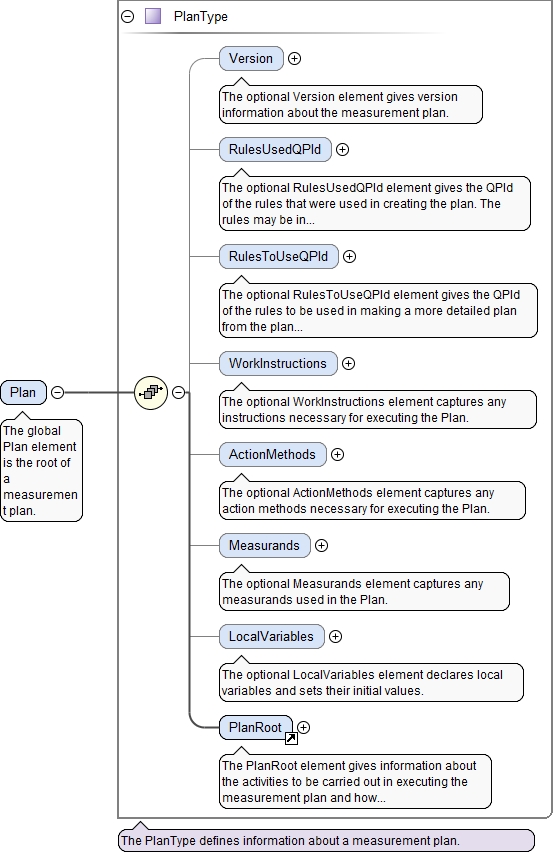 PlanType
Version
The optional Version element gives version
information about the measurement plan.
RulesUsedQPId
The optional RulesUsedQPId element gives the QPId
of the rules that were used in creating the plan. The
rules may be in...
RulesToUseQPId
The optional RulesToUseQPId element gives the QPId
of the rules to be used in making a more detailed plan
from the plan...
WorkInstructions
The optional WorkInstructions element captures any
instructions necessary for executing the Plan.
Plan
The global
Plan element
is the root of
a
measuremen
t plan.
ActionMethods
The optional ActionMethods element captures any
action methods necessary for executing the Plan.
Measurands
The optional Measurands element captures any
measurands used in the Plan.
LocalVariables
The optional LocalVariables element declares local
variables and sets their initial values.
PlanRoot
The PlanRoot element gives information about
the activities to be carried out in executing the
measurement plan and how...
The PlanType defines information about a measurement plan.